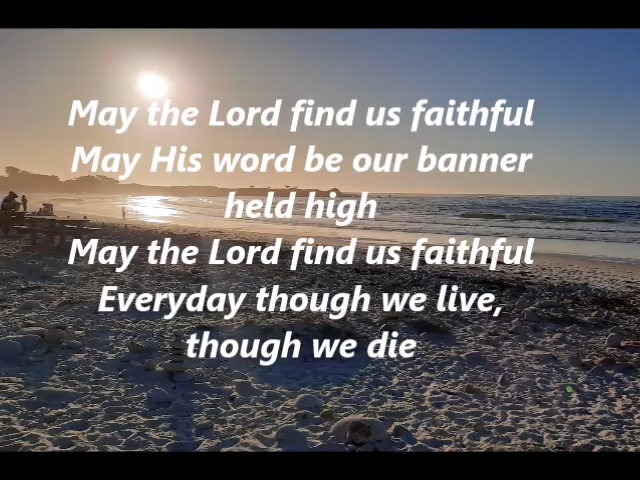 May the Lord find us faithful
May His word be our banner
held high
May the Lord find us faithful
Everyday though we live,
though we die